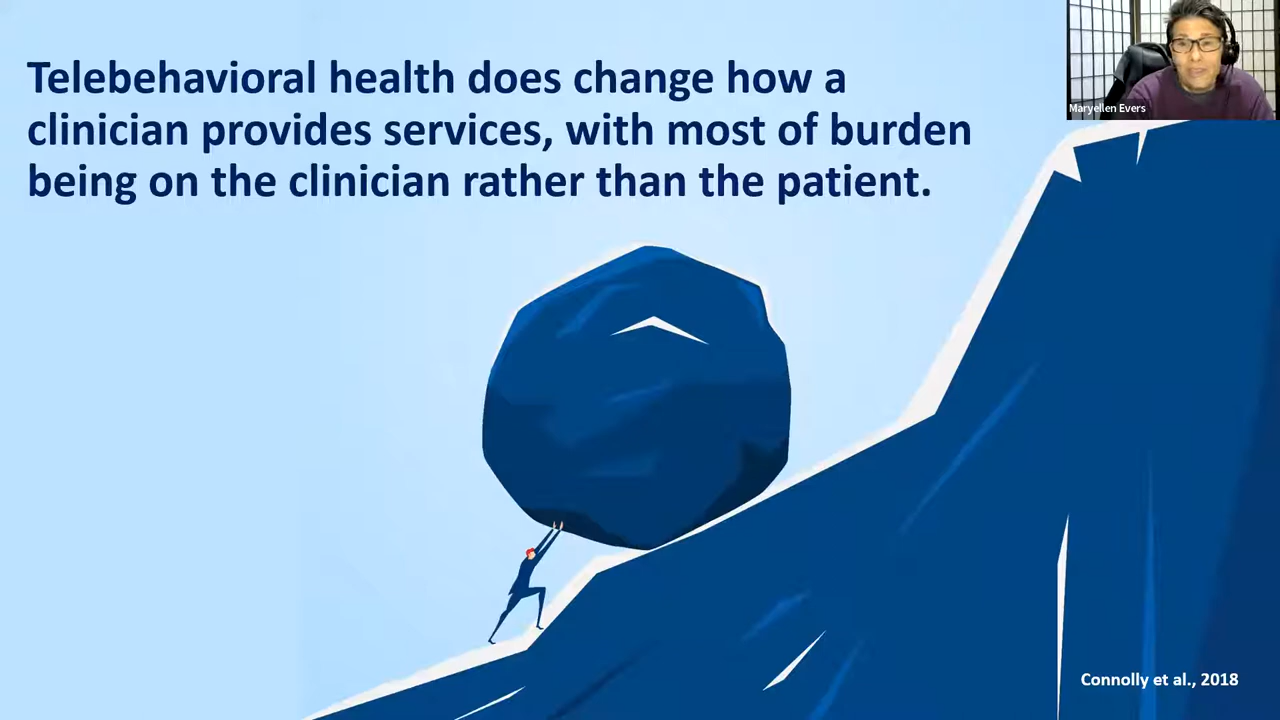 Telebehavioral health does change how a
clinician provides services, with most of burden
being on the clinician rather than the patient.
Maryellen Evers
Connolly et al., 2018